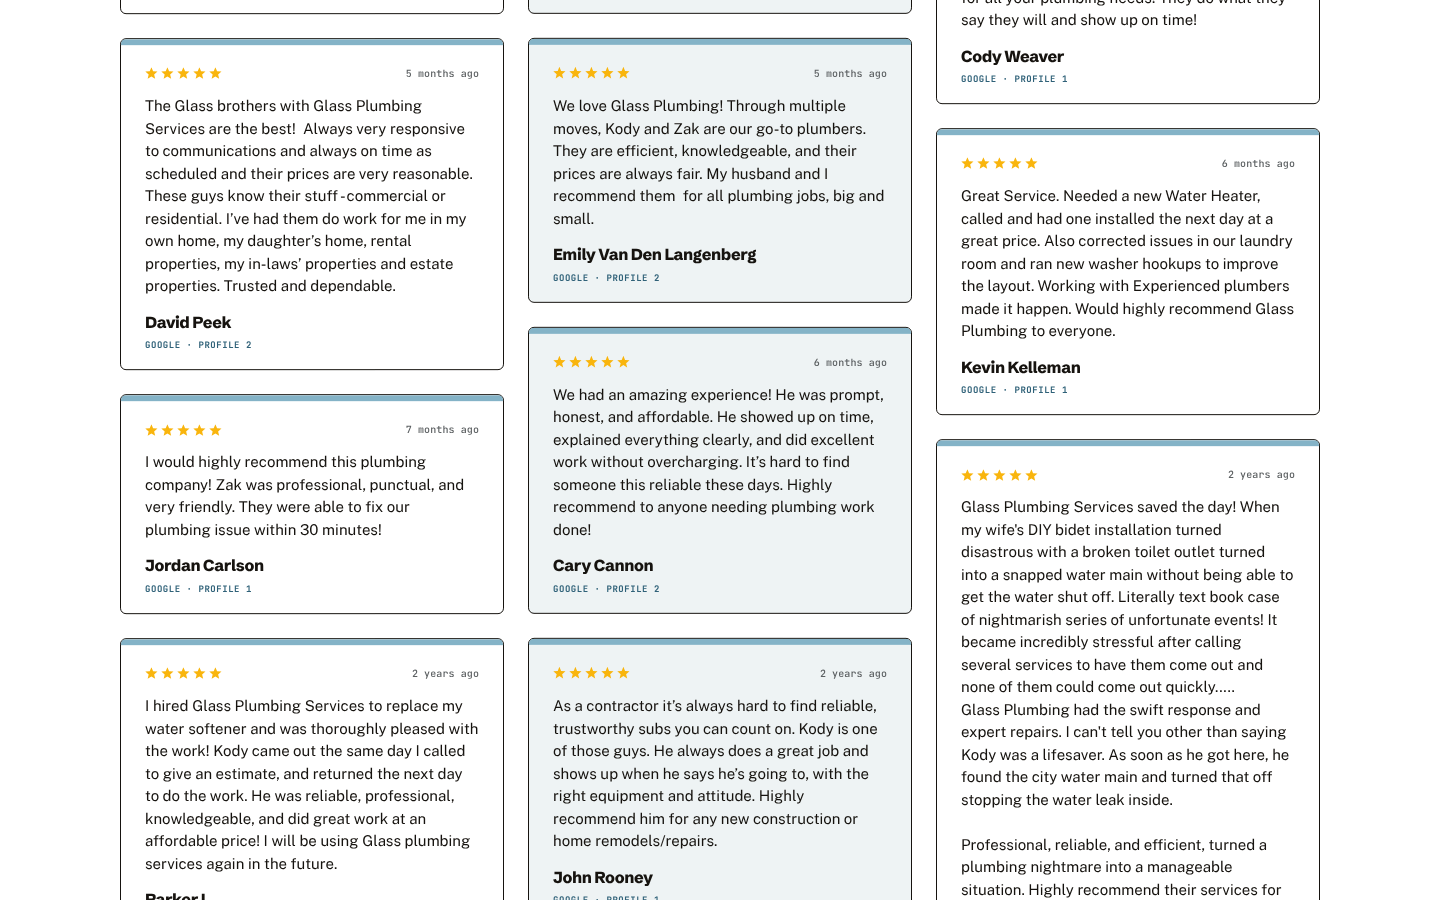 5 months ago
The Glass brothers with Glass Plumbing
Services are the best!  Always very responsive
to communications and always on time as
scheduled and their prices are very reasonable.
These guys know their stuff - commercial or
residential. I’ve had them do work for me in my
own home, my daughter’s home, rental
properties, my in-laws’ properties and estate
properties. Trusted and dependable.
David Peek
GOOGLE · PROFILE 2
7 months ago
I would highly recommend this plumbing
company! Zak was professional, punctual, and
very friendly. They were able to fix our
plumbing issue within 30 minutes!
Jordan Carlson
GOOGLE · PROFILE 1
2 years ago
I hired Glass Plumbing Services to replace my
water softener and was thoroughly pleased with
the work! Kody came out the same day I called
to give an estimate, and returned the next day
to do the work. He was reliable, professional,
knowledgeable, and did great work at an
affordable price! I will be using Glass plumbing
services again in the future.
5 months ago
We love Glass Plumbing! Through multiple
moves, Kody and Zak are our go-to plumbers.
They are efficient, knowledgeable, and their
prices are always fair. My husband and I
recommend them  for all plumbing jobs, big and
small.
Emily Van Den Langenberg
GOOGLE · PROFILE 2
6 months ago
We had an amazing experience! He was prompt,
honest, and affordable. He showed up on time,
explained everything clearly, and did excellent
work without overcharging. It’s hard to find
someone this reliable these days. Highly
recommend to anyone needing plumbing work
done!
Cary Cannon
GOOGLE · PROFILE 2
2 years ago
As a contractor it’s always hard to find reliable,
trustworthy subs you can count on. Kody is one
of those guys. He always does a great job and
shows up when he says he’s going to, with the
right equipment and attitude. Highly
recommend him for any new construction or
home remodels/repairs.
John Rooney
GOOGLE · PROFILE 1
for all your plumbing needs. They do what they
say they will and show up on time!
Cody Weaver
GOOGLE · PROFILE 1
6 months ago
Great Service. Needed a new Water Heater,
called and had one installed the next day at a
great price. Also corrected issues in our laundry
room and ran new washer hookups to improve
the layout. Working with Experienced plumbers
made it happen. Would highly recommend Glass
Plumbing to everyone.
Kevin Kelleman
GOOGLE · PROFILE 1
2 years ago
Glass Plumbing Services saved the day! When
my wife's DIY bidet installation turned
disastrous with a broken toilet outlet turned
into a snapped water main without being able to
get the water shut off. Literally text book case
of nightmarish series of unfortunate events! It
became incredibly stressful after calling
several services to have them come out and
none of them could come out quickly.....
Glass Plumbing had the swift response and
expert repairs. I can't tell you other than saying
Kody was a lifesaver. As soon as he got here, he
found the city water main and turned that off
stopping the water leak inside.
Professional, reliable, and efficient, turned a
plumbing nightmare into a manageable
situation. Highly recommend their services for